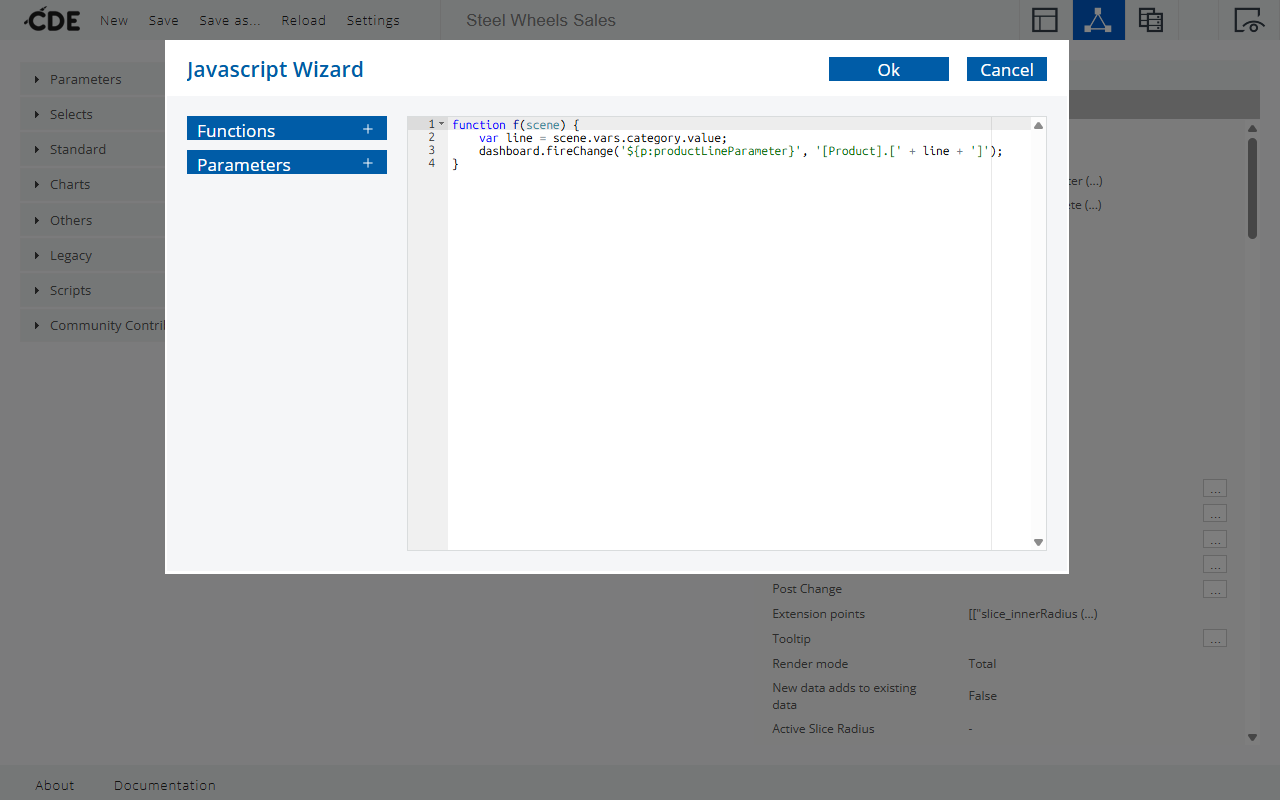 CDE New Save Save as... Reload Settings Steel Wheels Sales
Javascript Wizard Ok Cancel
Functions +
Parameters +
1 function f(scene) {
2 var line = scene.vars.category.value;
3 dashboard.fireChange('${p:productLineParameter}', '[Product].[' + line + ']');
4 }
Parameters
Selects
Standard
Charts
Others
Legacy
Scripts
Community
(...)
(...)
...
...
...
...
Post Change ...
Extension points [["slice_innerRadius (...)
Tooltip ...
Render mode Total
New data adds to existing
data False
Active Slice Radius -
About Documentation